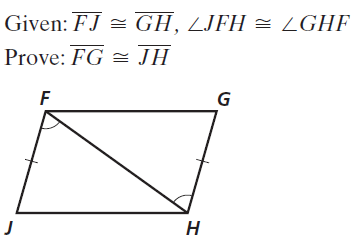 Given: FJ ≅ GH, ∠JFH ≅ ∠GHF
Prove: FG ≅ JH
F
G
J
H